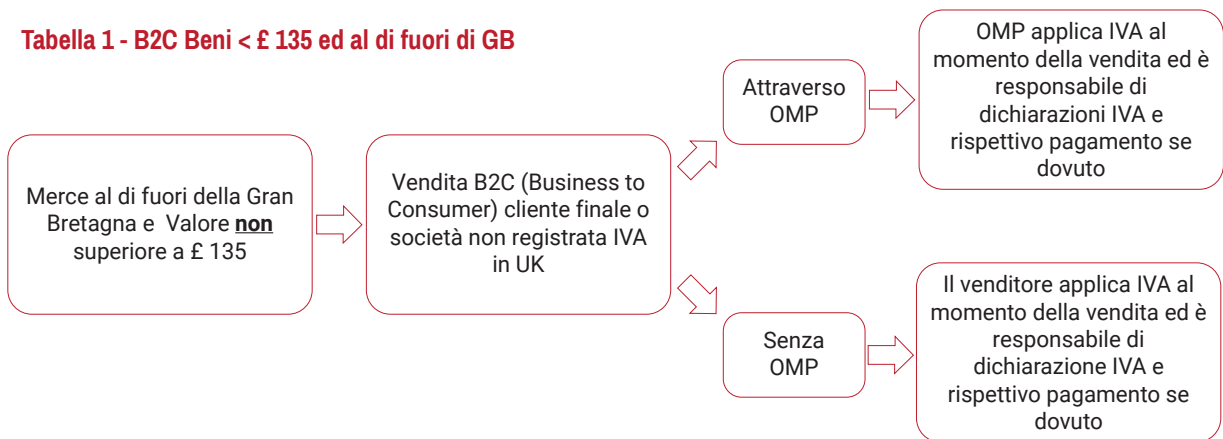 Tabella 1 - B2C Beni < £ 135 ed al di fuori di GB
Merce al di fuori della Gran
Bretagna e Valore non
superiore a £ 135
Vendita B2C (Business to
Consumer) cliente finale o
società non registrata IVA
in UK
Attraverso
OMP
OMP applica IVA al
momento della vendita ed è
responsabile di
dichiarazioni IVA e
rispettivo pagamento se
dovuto
Senza
OMP
Il venditore applica IVA al
momento della vendita ed è
responsabile di
dichiarazione IVA e
rispettivo pagamento se
dovuto